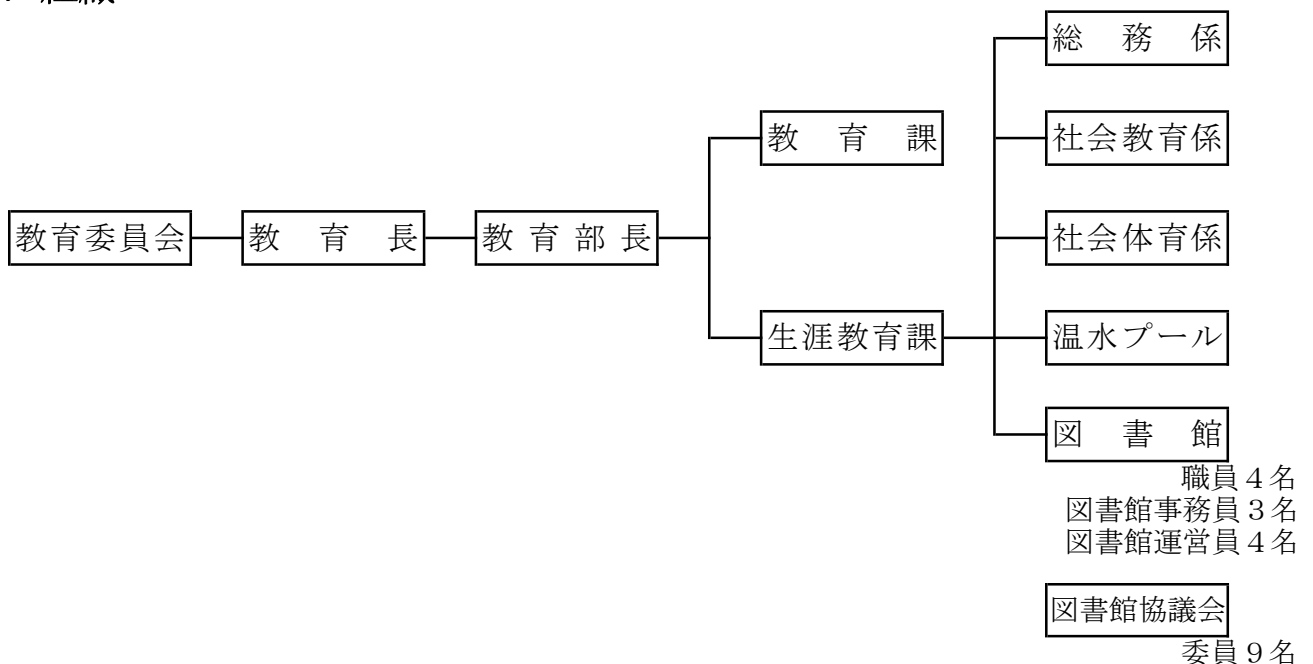 総務係
教育課
社会教育係
教育委員会
教育長
教育部長
社会体育係
生涯教育課
温水プール
図書館
職員４名
図書館事務員３名
図書館運営員４名
図書館協議会
委員９名